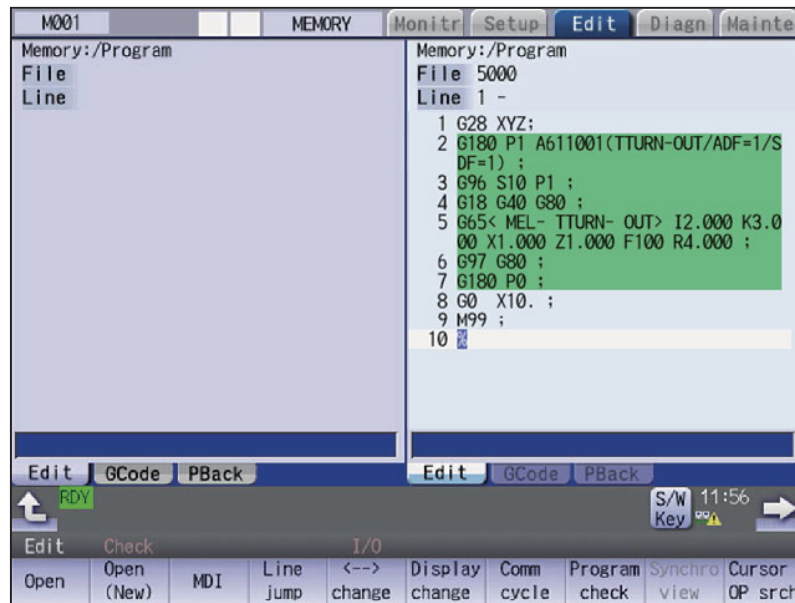 M001 MEMORY Monitr Setup Edit Diagn Mainte
Memory:/Program
File
Line
Memory:/Program
File 5000
Line 1 -
1 G28 XYZ;
2 G180 P1 A611001(TTURN-OUT/ADF=1/S
DF=1) ;
3 G96 S10 P1 ;
4 G18 G40 G80 ;
5 G65< MEL- TTURN- OUT> I2.000 K3.0
00 X1.000 Z1.000 F100 R4.000 ;
6 G97 G80 ;
7 G180 P0 ;
8 G0 X10. ;
9 M99 ;
10 %
Edit GCode PBack
Edit GCode PBack
RDY
S/W Key 11:56
Edit Check I/O
Open
Open (New)
MDI
Line jump
<--> change
Display change
Comm cycle
Program check
Synchro view
Cursor OP srch